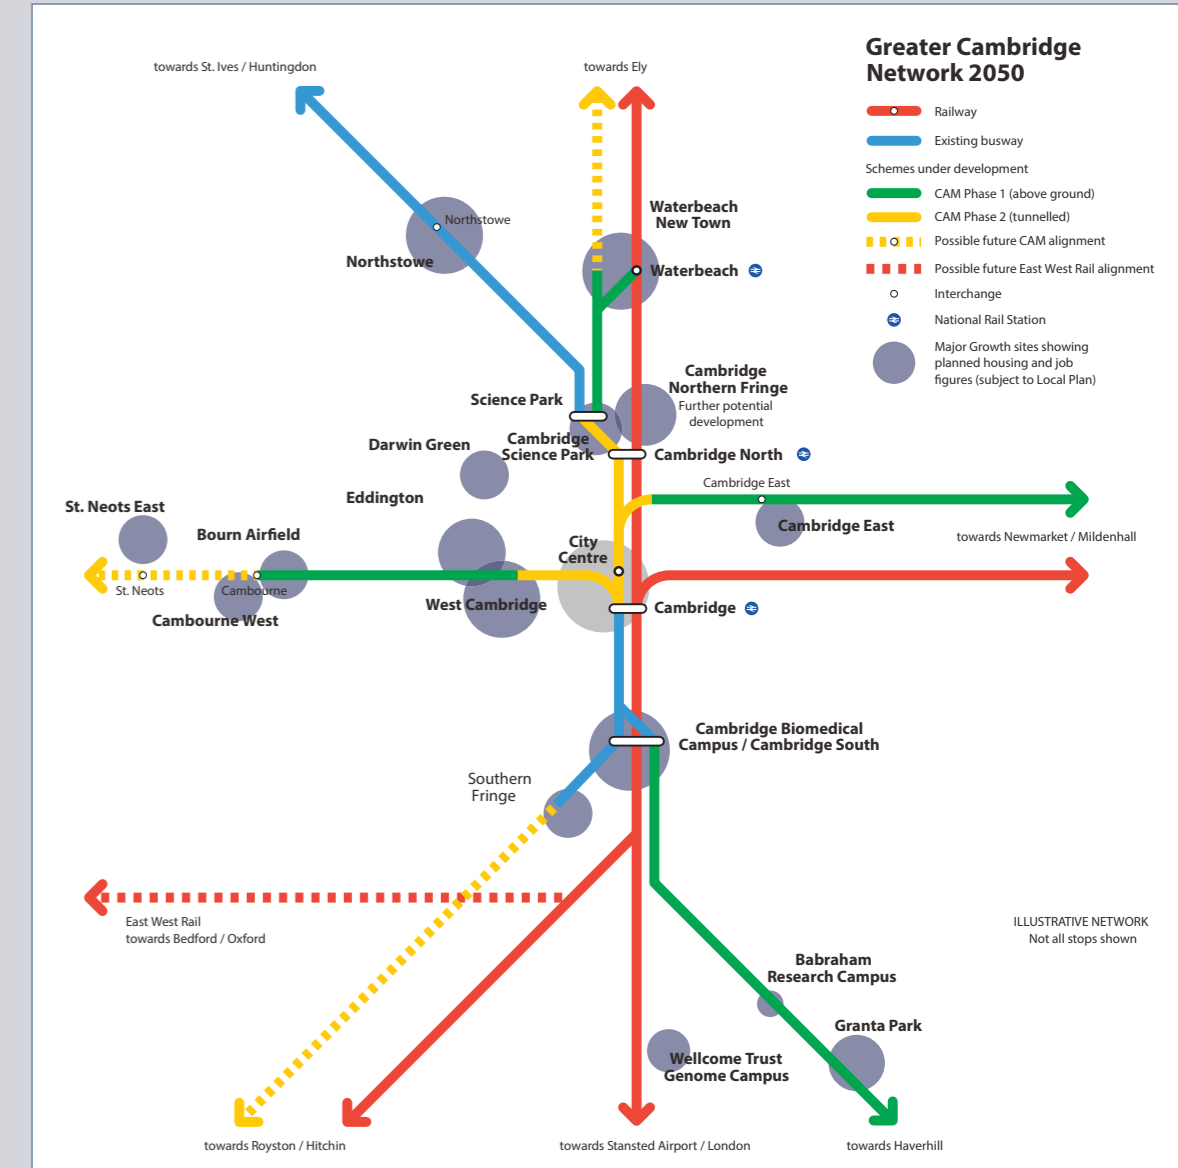 Greater Cambridge
Network 2050
Railway
Existing busway
Schemes under development
CAM Phase 1 (above ground)
CAM Phase 2 (tunnelled)
Possible future CAM alignment
Possible future East West Rail alignment
Interchange
National Rail Station
Major Growth sites showing
planned housing and job
figures (subject to Local Plan)
towards St. Ives / Huntingdon
towards Ely
Northstowe
Northstowe
Waterbeach
New Town
Waterbeach
Cambridge
Northern Fringe
Further potential
development
Science Park
Cambridge
Science Park
Darwin Green
Cambridge North
Eddington
Cambridge East
Cambridge East
towards Newmarket / Mildenhall
St. Neots East
Bourn Airfield
City
Centre
St. Neots
Cambourne
Cambourne West
West Cambridge
Cambridge
Cambridge Biomedical
Campus / Cambridge South
Southern
Fringe
East West Rail
towards Bedford / Oxford
ILLUSTRATIVE NETWORK
Not all stops shown
Babraham
Research Campus
Granta Park
Wellcome Trust
Genome Campus
towards Royston / Hitchin
towards Stansted Airport / London
towards Haverhill